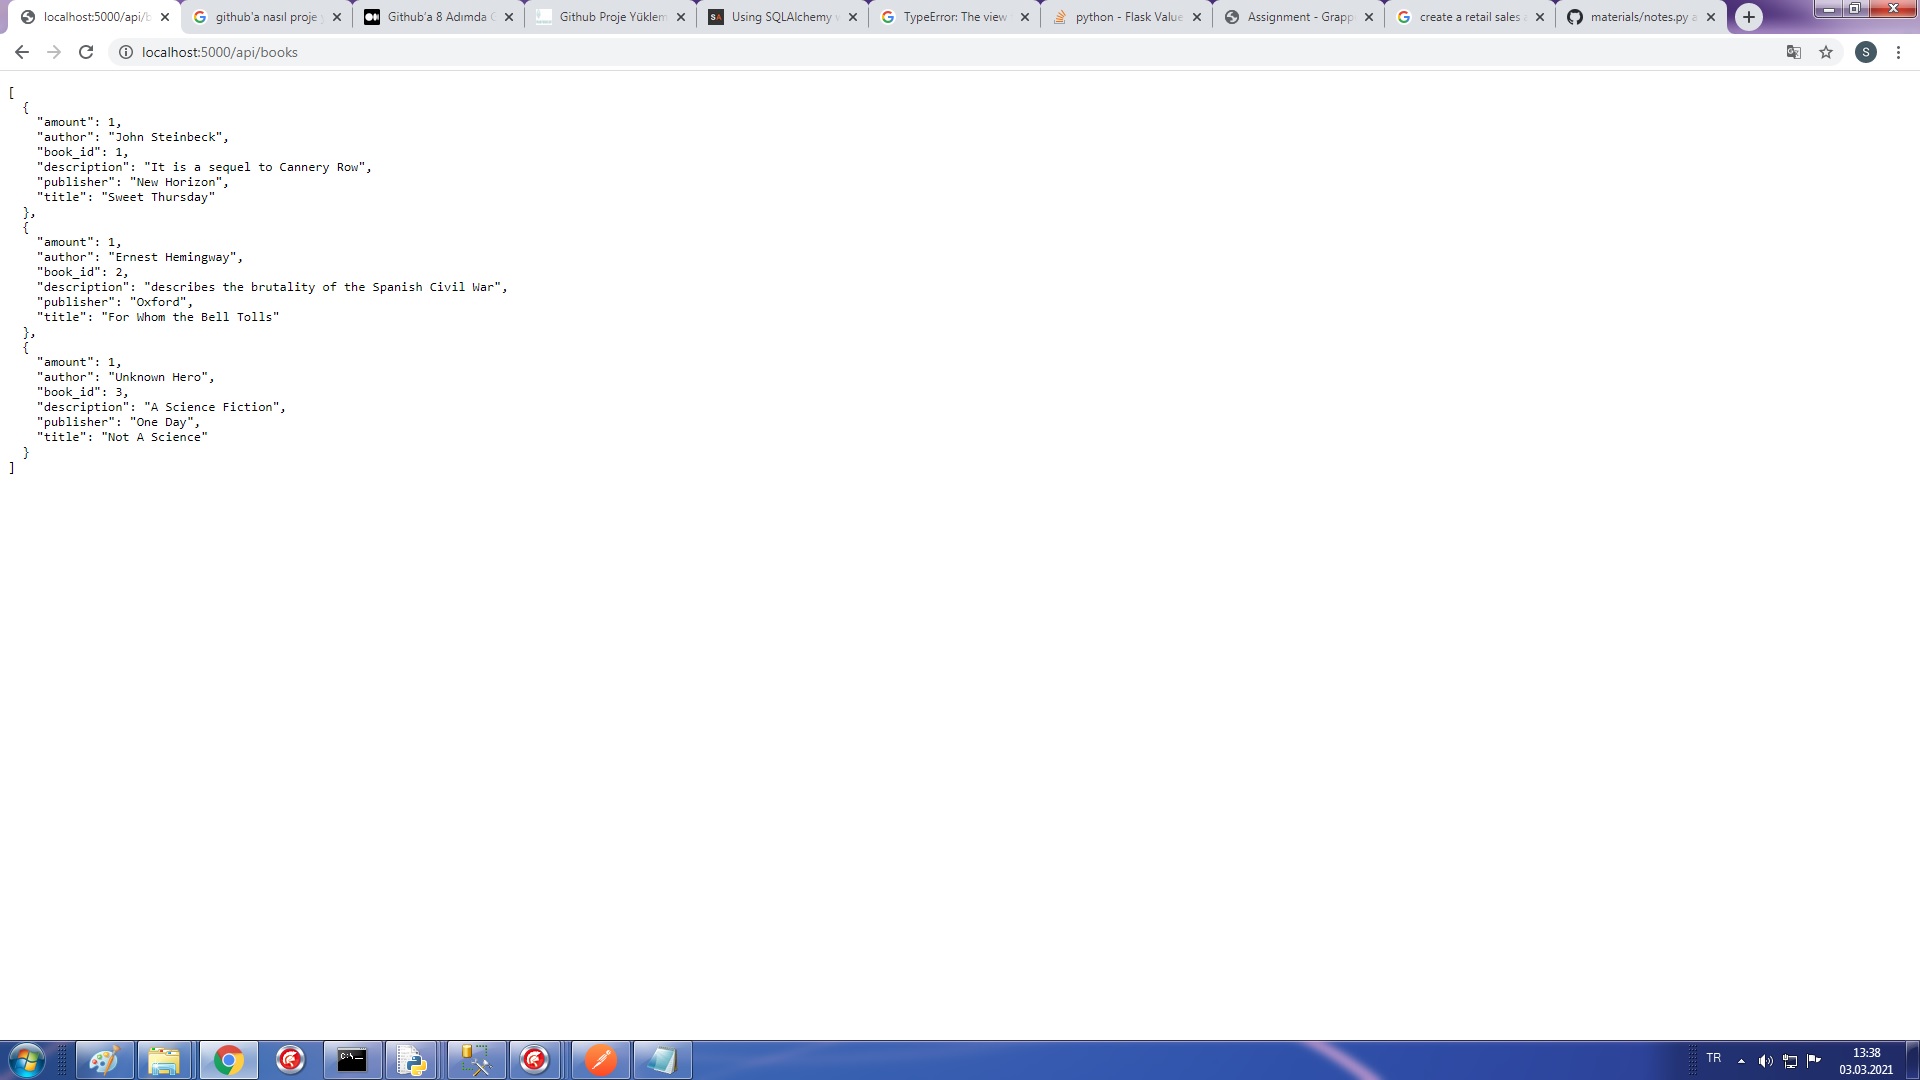 localhost:5000/api/b
github'a nasıl proje
Github'a 8 Adımda
Github Proje Yüklem
SA
Using SQLAlchemy
TypeError: The view
python - Flask Value
Assignment - Grapp
create a retail sales
materials/notes.py
localhost:5000/api/books
S
[
  {
    "amount": 1,
    "author": "John Steinbeck",
    "book_id": 1,
    "description": "It is a sequel to Cannery Row",
    "publisher": "New Horizon",
    "title": "Sweet Thursday"
  },
  {
    "amount": 1,
    "author": "Ernest Hemingway",
    "book_id": 2,
    "description": "describes the brutality of the Spanish Civil War",
    "publisher": "Oxford",
    "title": "For Whom the Bell Tolls"
  },
  {
    "amount": 1,
    "author": "Unknown Hero",
    "book_id": 3,
    "description": "A Science Fiction",
    "publisher": "One Day",
    "title": "Not A Science"
  }
]
C:\_
TR
13:38
03.03.2021